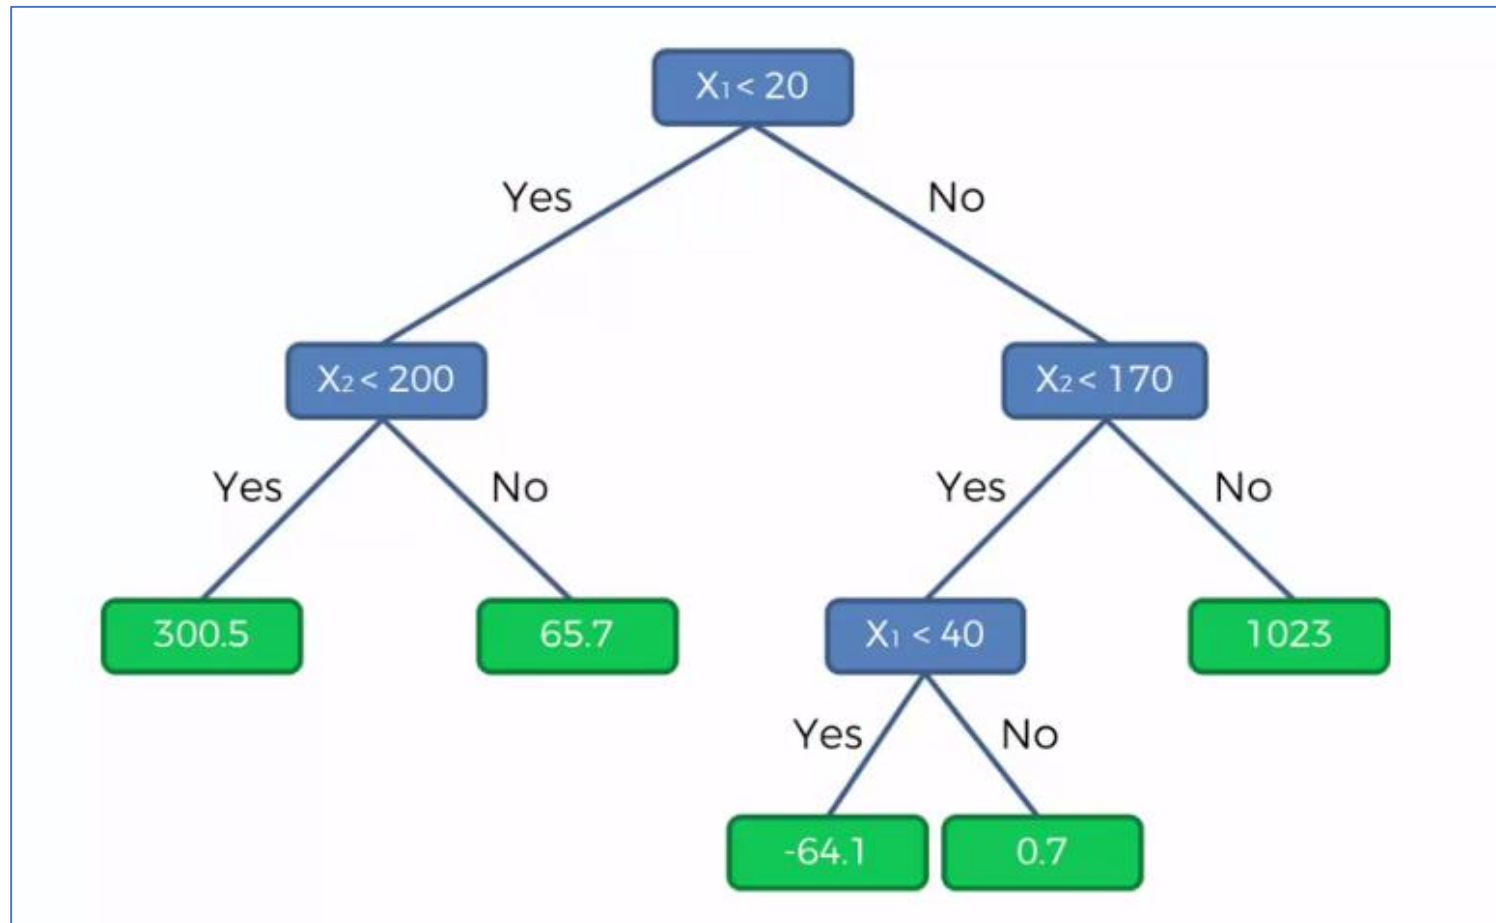 X₁ < 20
Yes
No
X₂ < 200
X₂ < 170
Yes
No
Yes
No
300.5
65.7
X₁ < 40
1023
Yes
No
-64.1
0.7